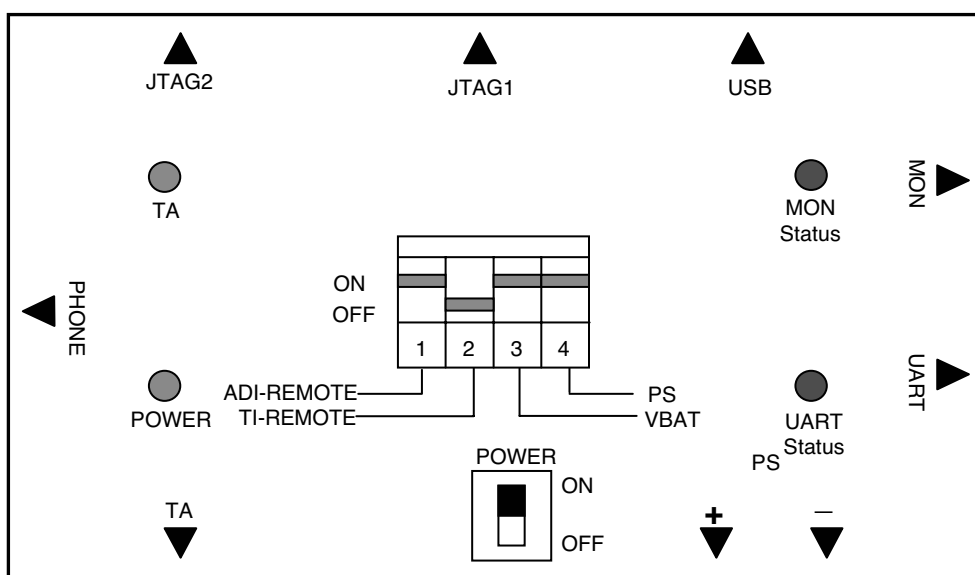 JTAG2
JTAG1
USB
TA
MON
Status
MON
ON
OFF
PHONE
1 2 3 4
ADI-REMOTE
TI-REMOTE
PS
VBAT
POWER
UART
Status
UART
PS
POWER
ON
OFF
TA
+
–